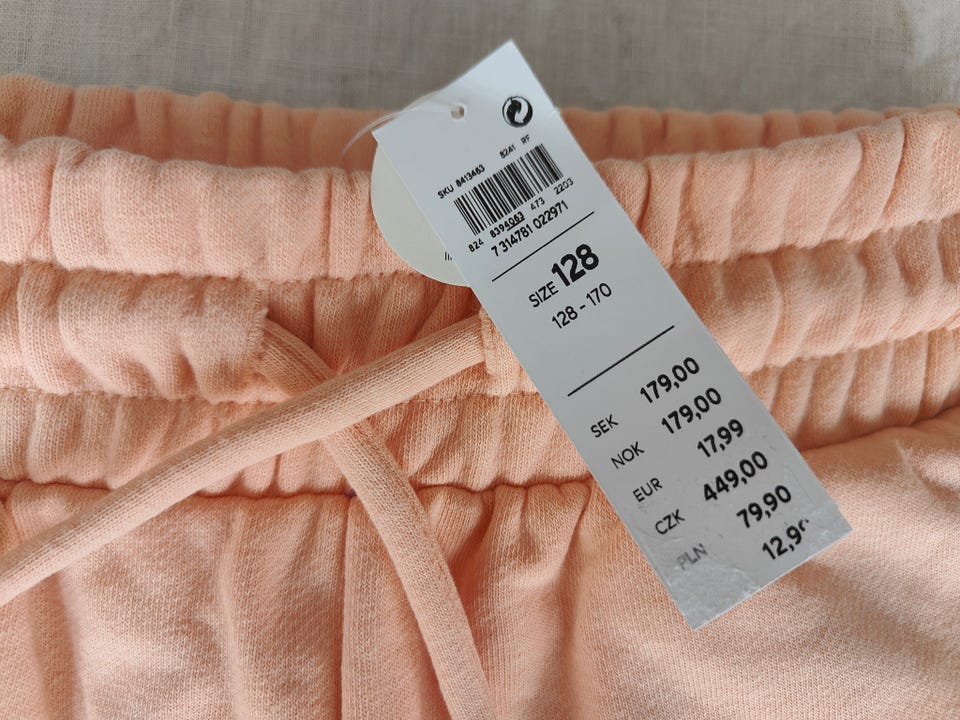 SKU 8413463 82A1 RF
824 8394063 473 2203
7 314781 022971
SIZE 128
128 - 170
SEK 179,00
NOK 179,00
EUR 17,99
CZK 449,00
PLN 79,90